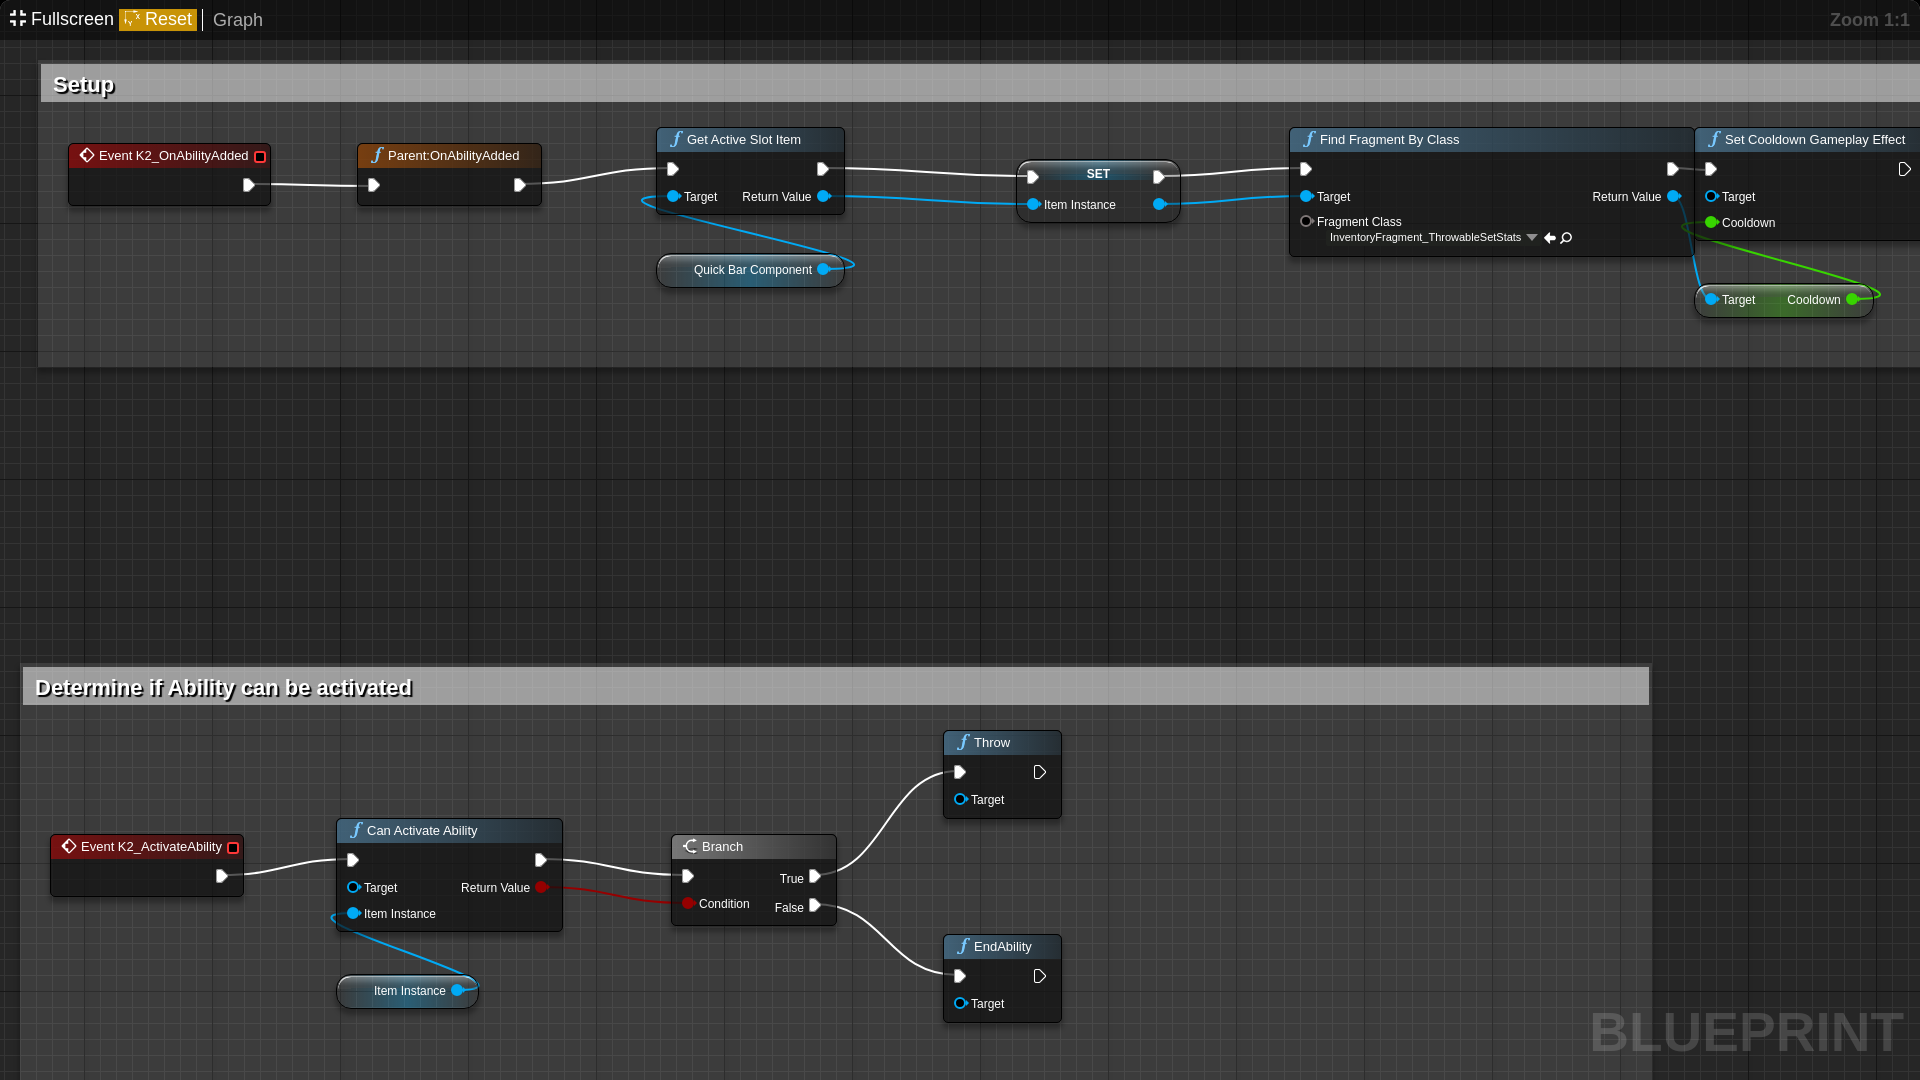 Fullscreen Reset Graph Zoom 1:1
Setup
Event K2_OnAbilityAdded
Parent:OnAbilityAdded
Get Active Slot Item
Target Return Value
Quick Bar Component
SET
Item Instance
Find Fragment By Class
Target Return Value
Fragment Class
InventoryFragment_ThrowableSetStats
Set Cooldown Gameplay Effect
Target
Cooldown
Target Cooldown
Determine if Ability can be activated
Event K2_ActivateAbility
Can Activate Ability
Target Return Value
Item Instance
Item Instance
Branch
True
Condition
False
Throw
Target
EndAbility
Target
BLUEPRINT